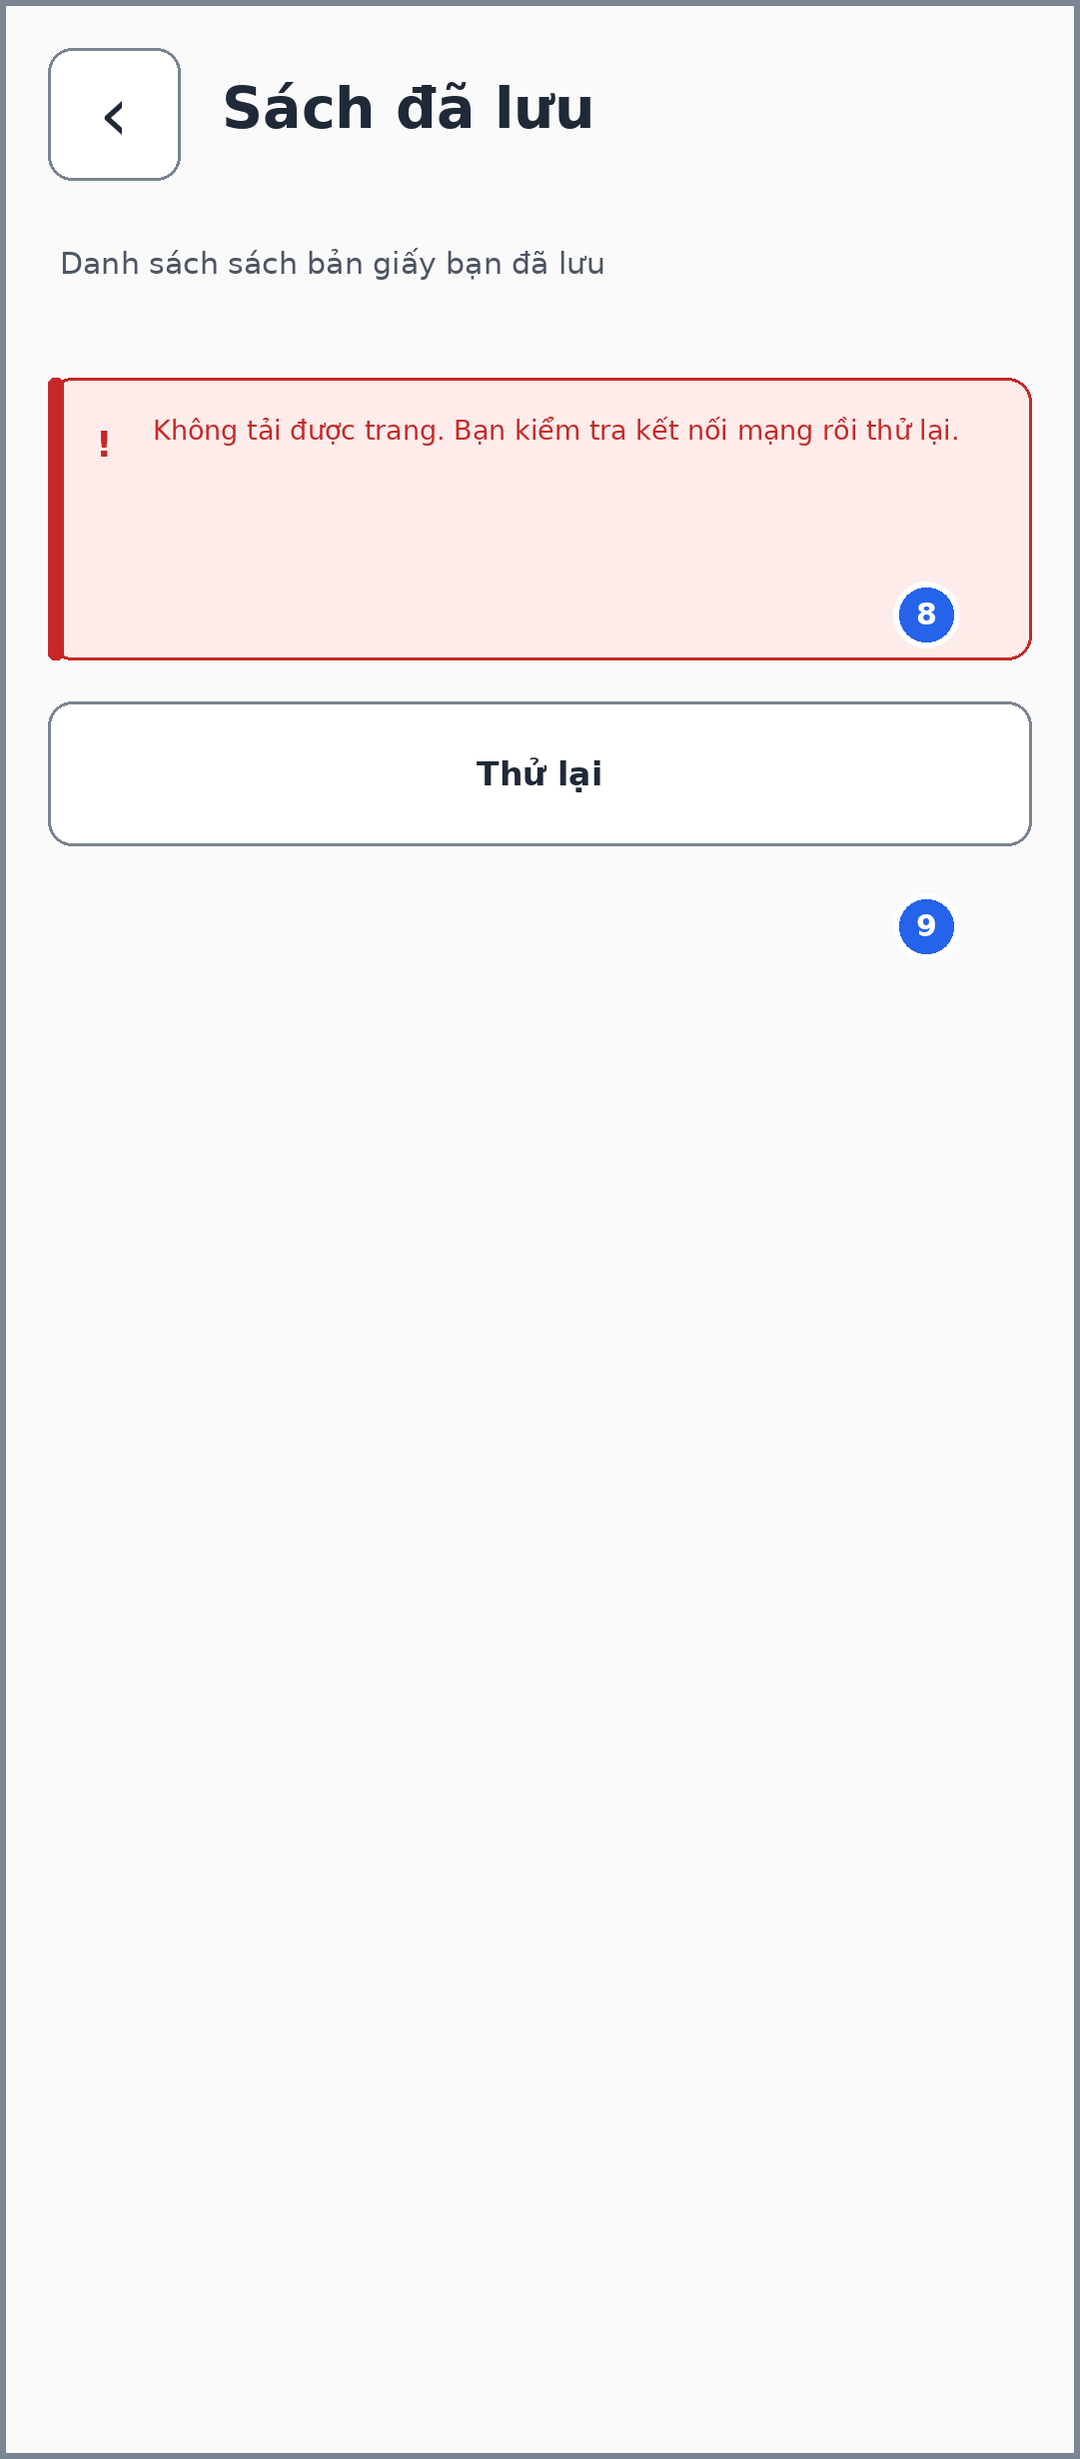 ‹ Sách đã lưu
Danh sách sách bản giấy bạn đã lưu
! Không tải được trang. Bạn kiểm tra kết nối mạng rồi thử lại.
8
Thử lại
9